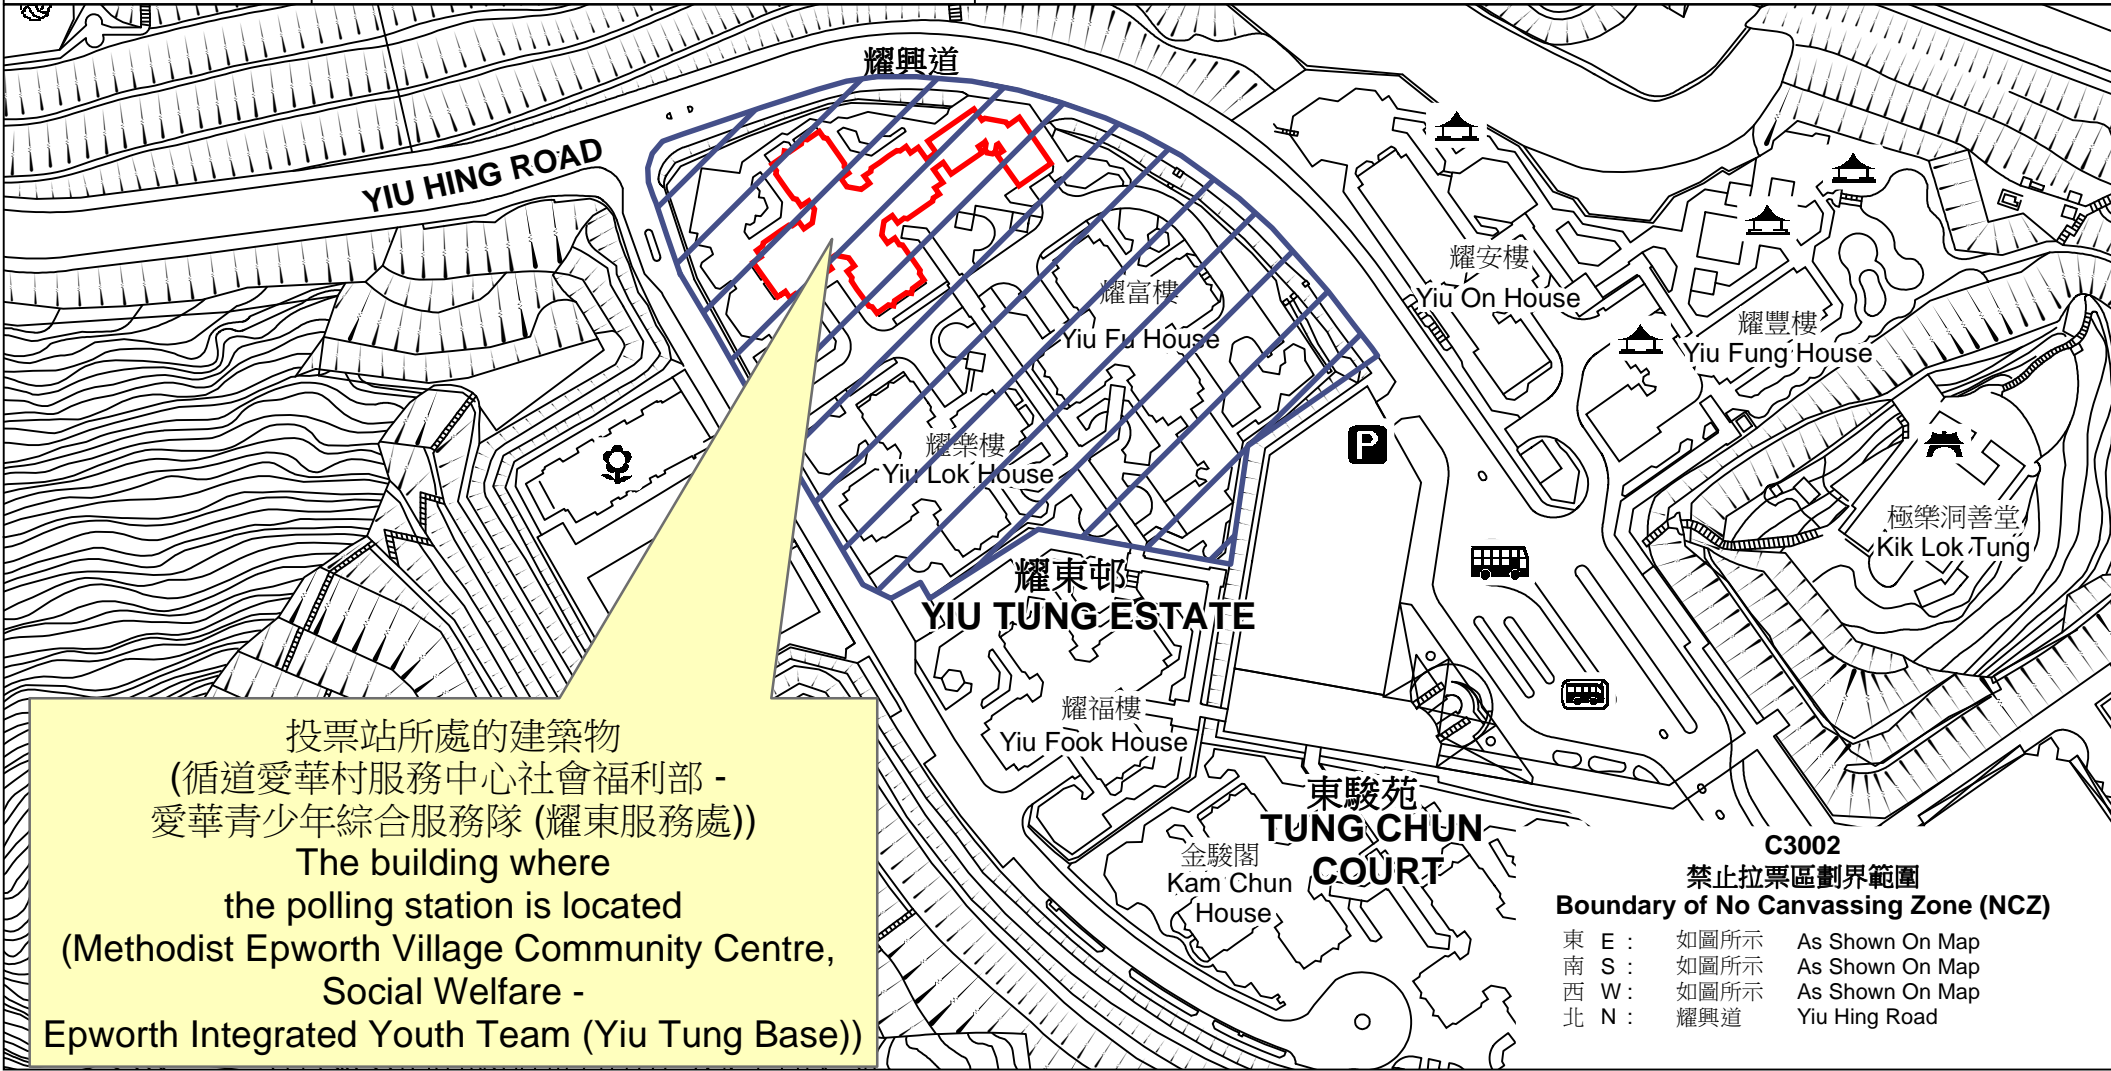 耀興道
YIU HING ROAD
耀安樓
Yiu On House
耀富樓
Yiu Fu House
耀豐樓
Yiu Fung House
耀樂樓
Yiu Lok House
P
極樂洞善堂
Kik Lok Tung
耀東邨
YIU TUNG ESTATE
耀福樓
Yiu Fook House
東駿苑
TUNG CHUN
COURT
金駿閣
Kam Chun
House
投票站所處的建築物
(循道愛華村服務中心社會福利部 -
愛華青少年綜合服務隊 (耀東服務處))
The building where
the polling station is located
(Methodist Epworth Village Community Centre,
Social Welfare -
Epworth Integrated Youth Team (Yiu Tung Base))
C3002
禁止拉票區劃界範圍
Boundary of No Canvassing Zone (NCZ)
東 E : 如圖所示 As Shown On Map
南 S : 如圖所示 As Shown On Map
西 W : 如圖所示 As Shown On Map
北 N : 耀興道 Yiu Hing Road